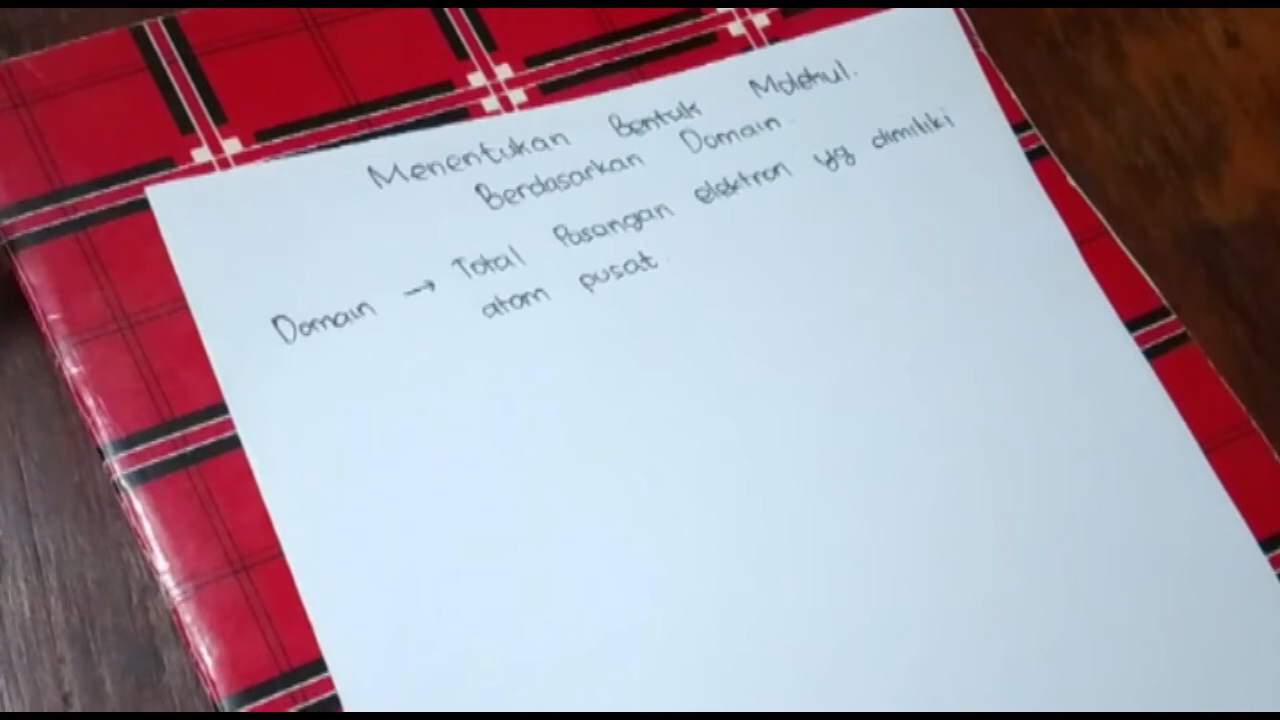 Menentukan Bentuk Molekul.
Berdasarkan Domain.
Domain → Total Pasangan elektron yg dimiliki
atom pusat.